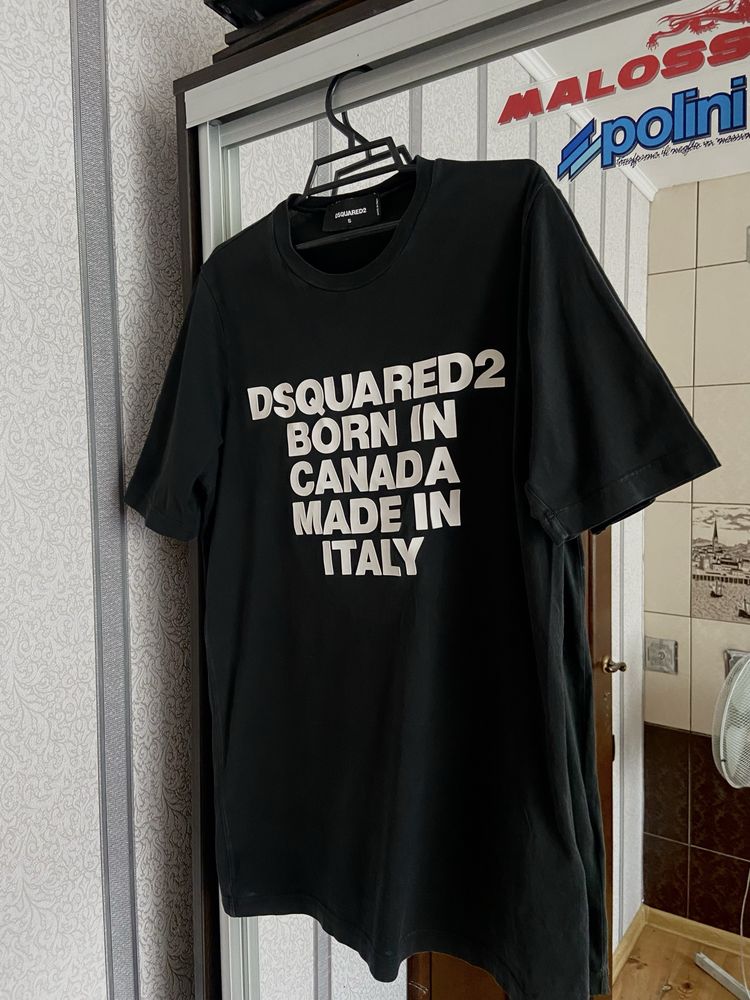 MALOSS
polini
DSQUARED2
S
DSQUARED2
BORN IN
CANADA
MADE IN
ITALY